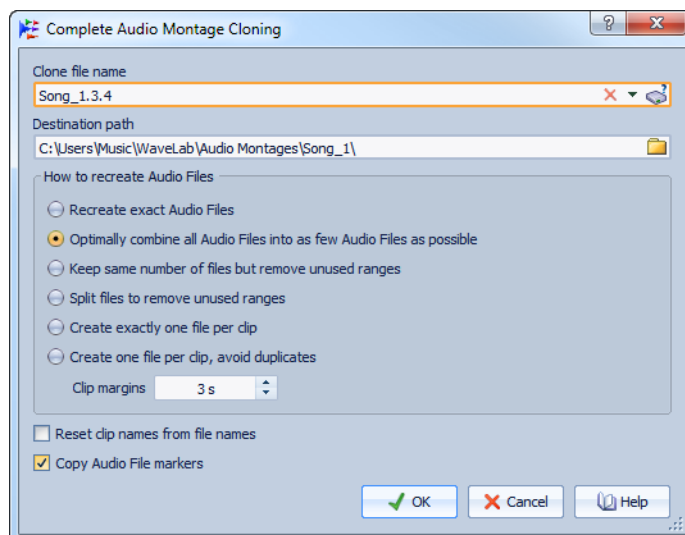 Complete Audio Montage Cloning
Clone file name
Song_1.3.4
Destination path
C:\Users\Music\WaveLab\Audio Montages\Song_1\
How to recreate Audio Files
Recreate exact Audio Files
Optimally combine all Audio Files into as few Audio Files as possible
Keep same number of files but remove unused ranges
Split files to remove unused ranges
Create exactly one file per clip
Create one file per clip, avoid duplicates
Clip margins 3 s
Reset clip names from file names
Copy Audio File markers
OK Cancel Help